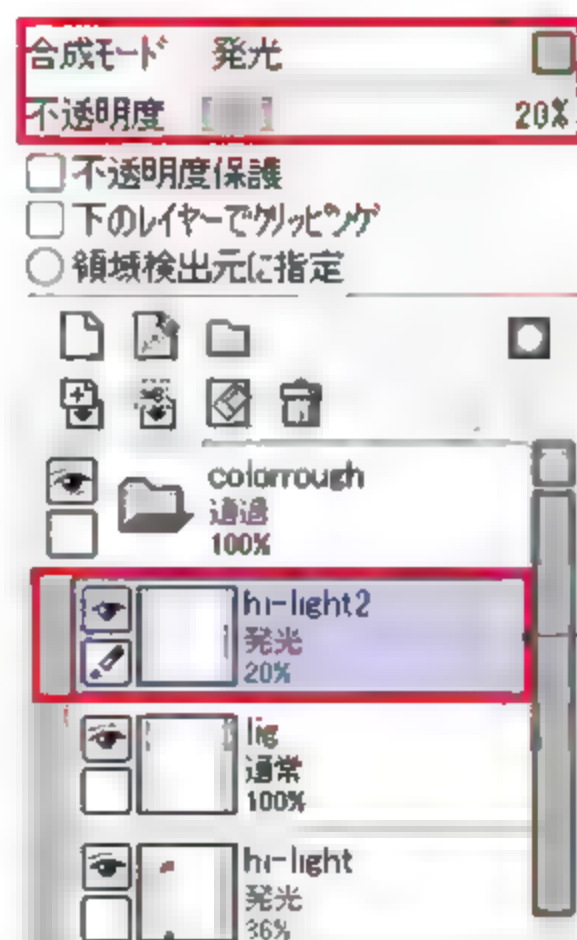 合成モード 発光
不透明度 20%
不透明度保護
下のレイヤーでクリッピング
領域検出元に指定
colorrough
通過
100%
hi-light2
発光
20%
lig
通常
100%
hi-light
発光
36%